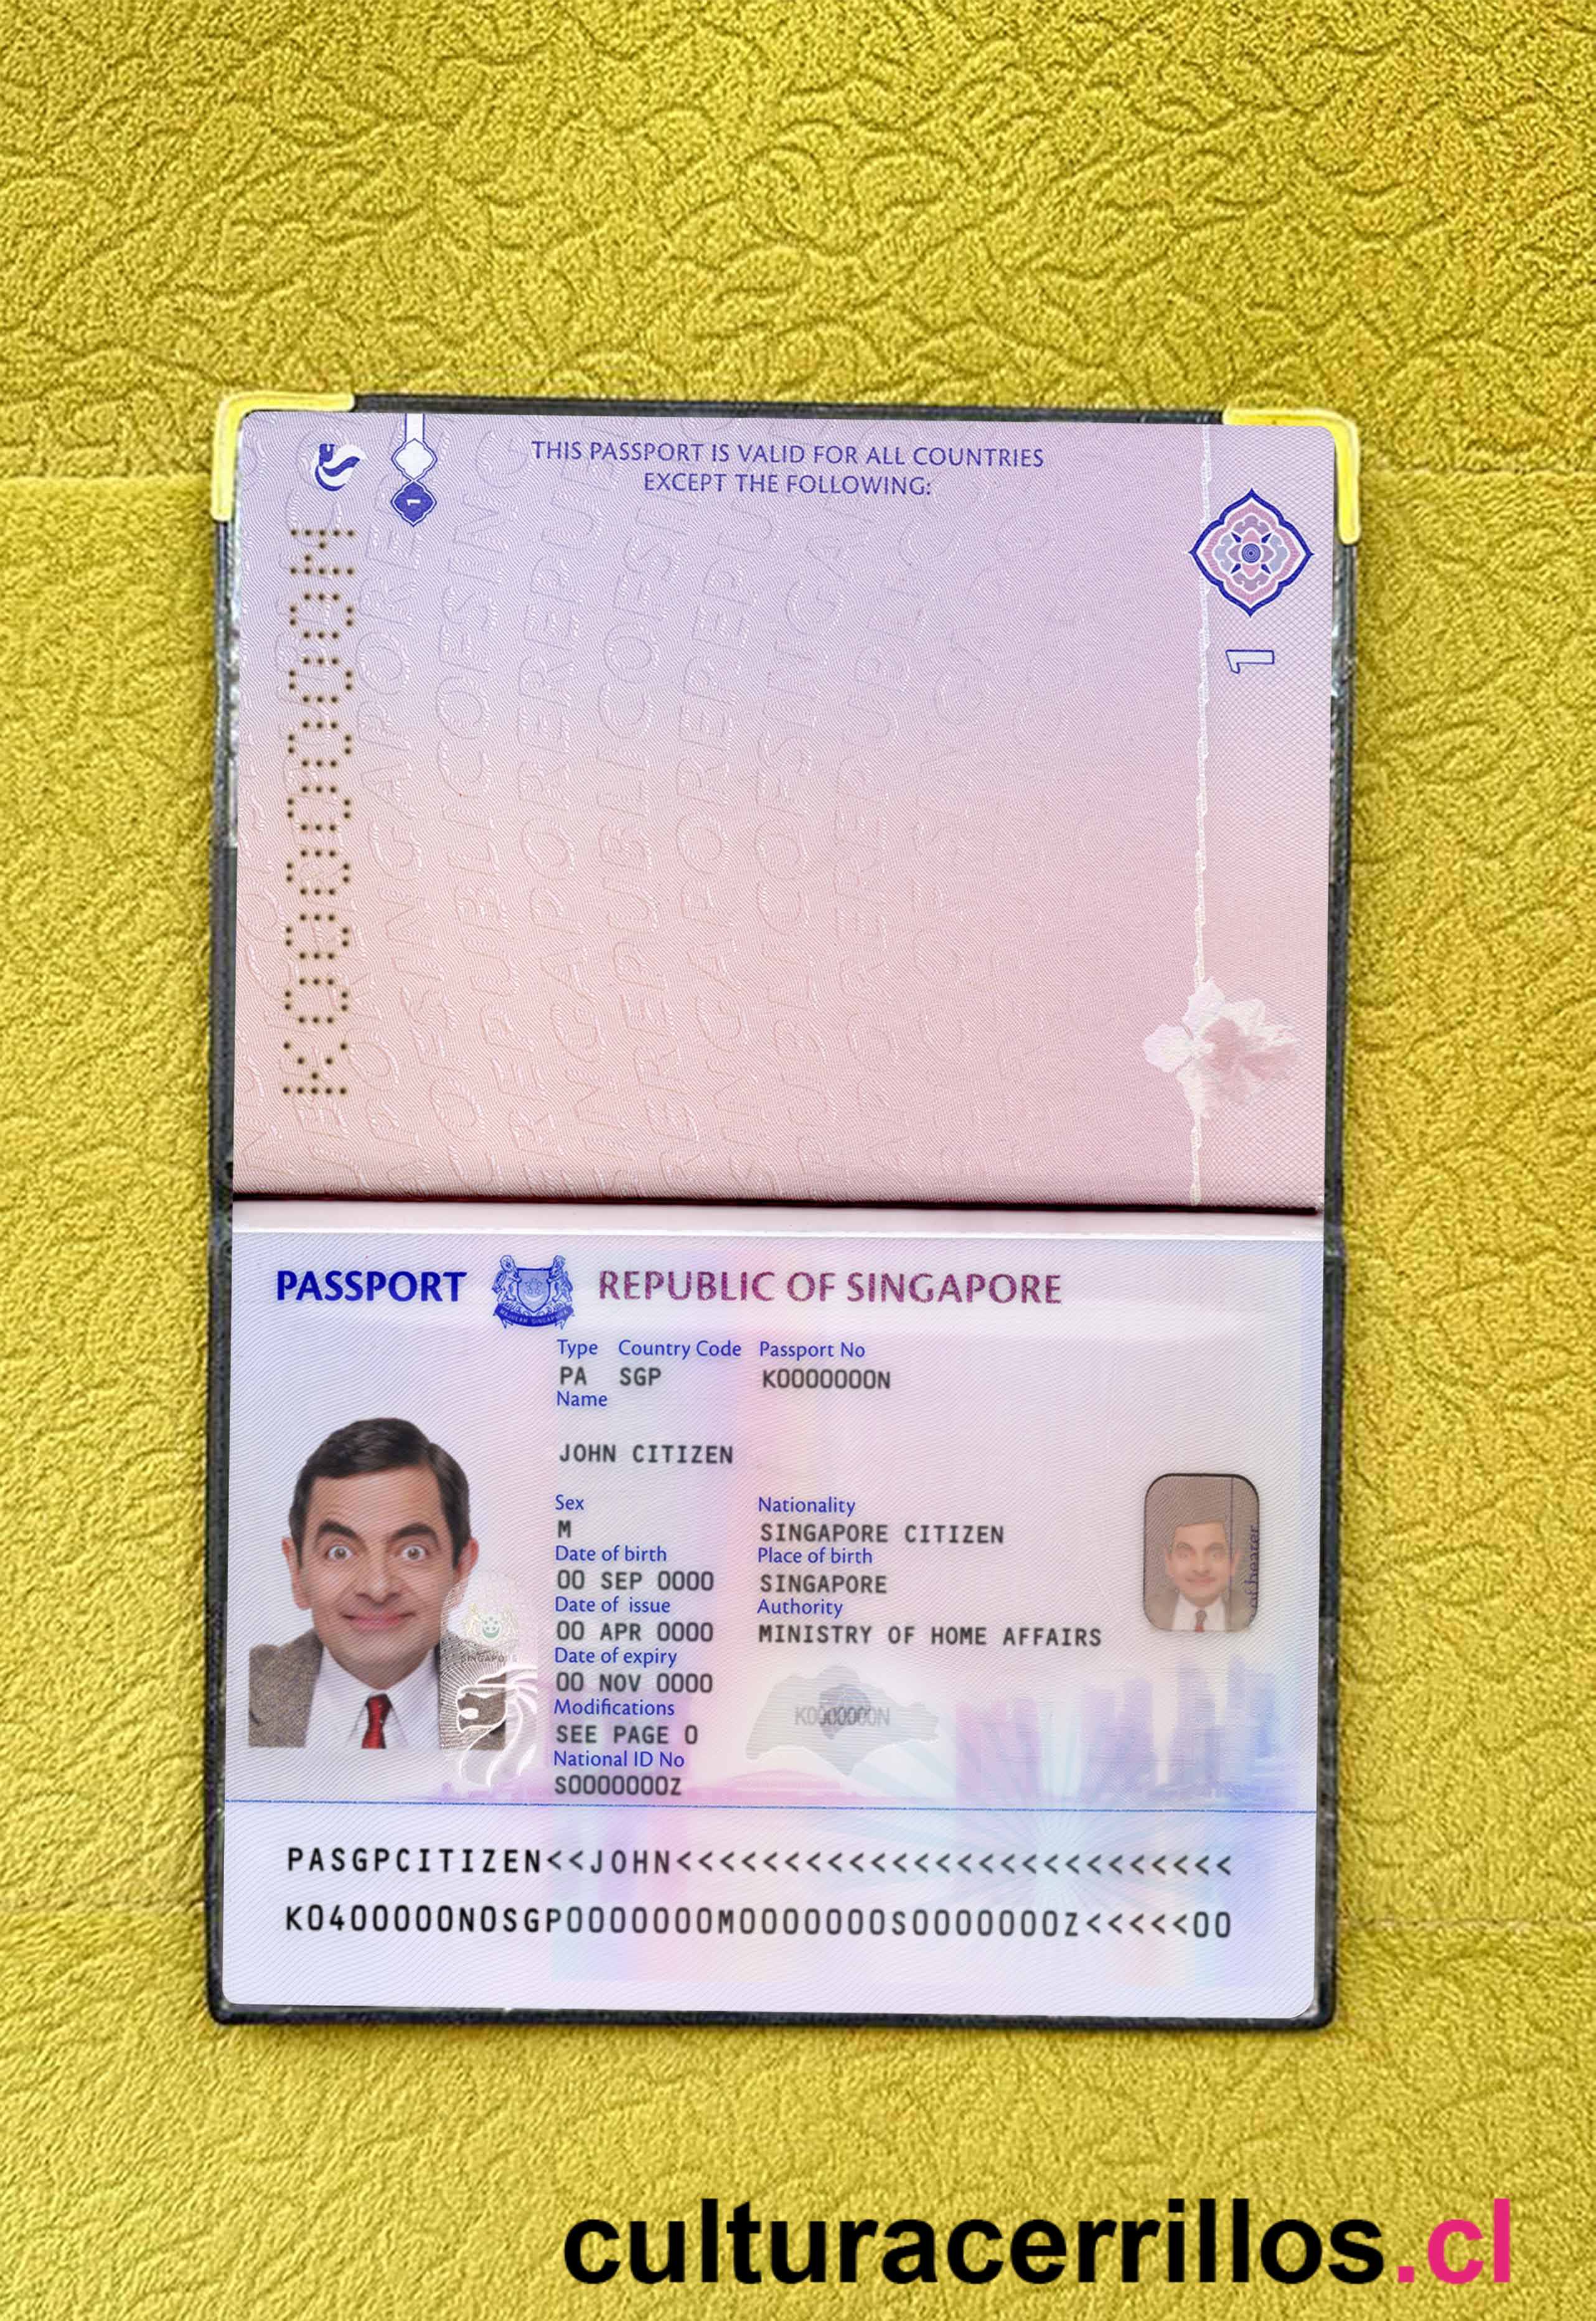 THIS PASSPORT IS VALID FOR ALL COUNTRIES
EXCEPT THE FOLLOWING:
1
1
K0000000N
PASSPORT REPUBLIC OF SINGAPORE
Type Country Code Passport No
PA SGP K0000000N
Name
JOHN CITIZEN
Sex Nationality
M SINGAPORE CITIZEN
Date of birth Place of birth
00 SEP 0000 SINGAPORE
Date of issue Authority
00 APR 0000 MINISTRY OF HOME AFFAIRS
Date of expiry
00 NOV 0000
Modifications
SEE PAGE 0
National ID No
S0000000Z
K0000000N
SINGAPORE
of bearer
PASGPCITIZEN<<JOHN<<<<<<<<<<<<<<<<<<<<<<<<<<
K0400000N0SGP0000000M0000000S0000000Z<<<<<00
culturacerrillos.cl